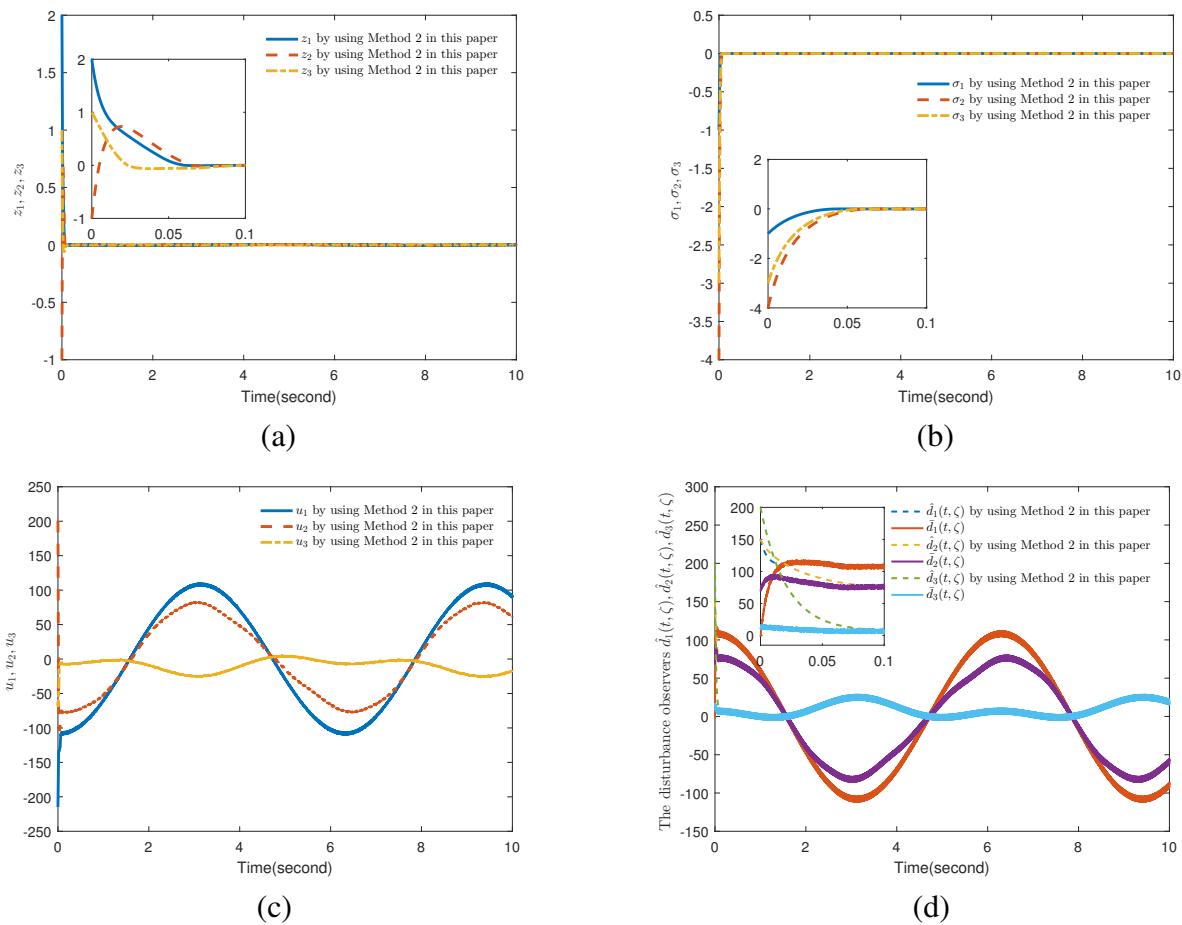 2
1.5
1
0.5
0
-0.5
-1
z₁, z₂, z₃
z₁ by using Method 2 in this paper
z₂ by using Method 2 in this paper
z₃ by using Method 2 in this paper
2
1
0
-1
0 0.05 0.1
0 2 4 6 8 10
Time(second)
(a)
0.5
0
-0.5
-1
-1.5
-2
-2.5
-3
-3.5
-4
σ₁, σ₂, σ₃
σ₁ by using Method 2 in this paper
σ₂ by using Method 2 in this paper
σ₃ by using Method 2 in this paper
2
0
-2
-4
0 0.05 0.1
0 2 4 6 8 10
Time(second)
(b)
250
200
150
100
50
0
-50
-100
-150
-200
-250
u₁, u₂, u₃
u₁ by using Method 2 in this paper
u₂ by using Method 2 in this paper
u₃ by using Method 2 in this paper
0 2 4 6 8 10
Time(second)
(c)
300
250
200
150
100
50
0
-50
-100
-150
The disturbance observers d̂₁(t, ζ), d̂₂(t, ζ), d̂₃(t, ζ)
d̂₁(t, ζ) by using Method 2 in this paper
d̄₁(t, ζ)
d̂₂(t, ζ) by using Method 2 in this paper
d̄₂(t, ζ)
d̂₃(t, ζ) by using Method 2 in this paper
d̄₃(t, ζ)
200
150
100
50
0
0 0.05 0.1
0 2 4 6 8 10
Time(second)
(d)